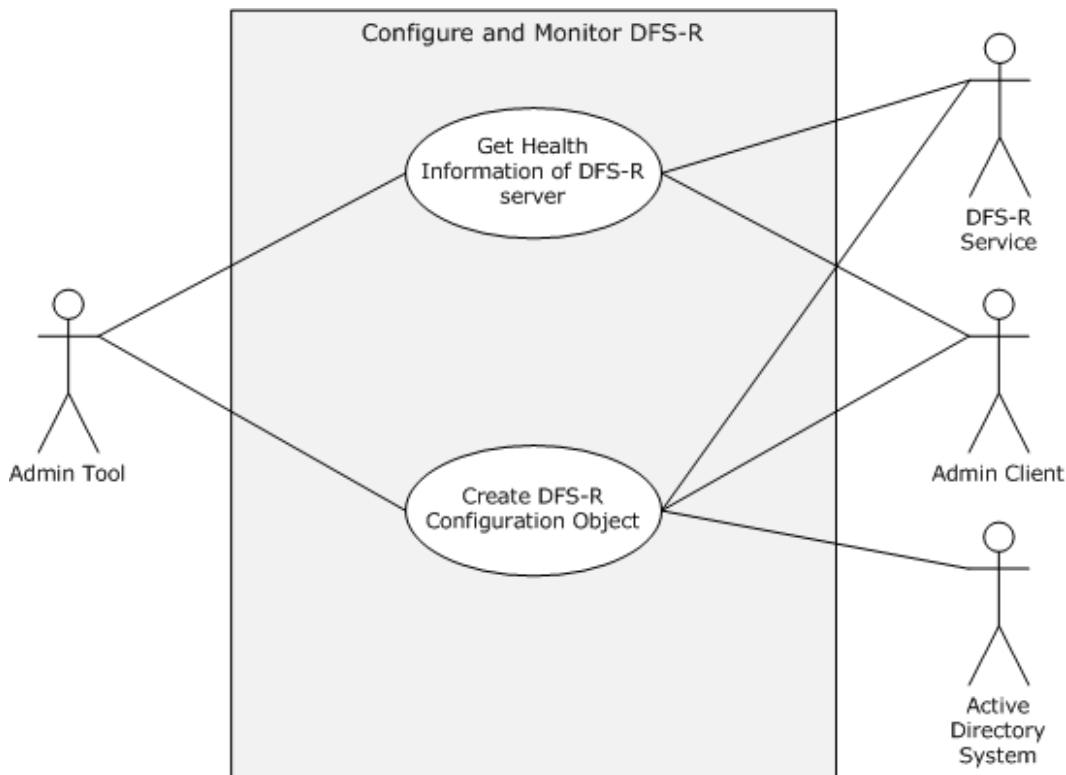 Configure and Monitor DFS-R
Get Health
Information of DFS-R
server
DFS-R
Service
Admin Tool
Admin Client
Create DFS-R
Configuration Object
Active
Directory
System